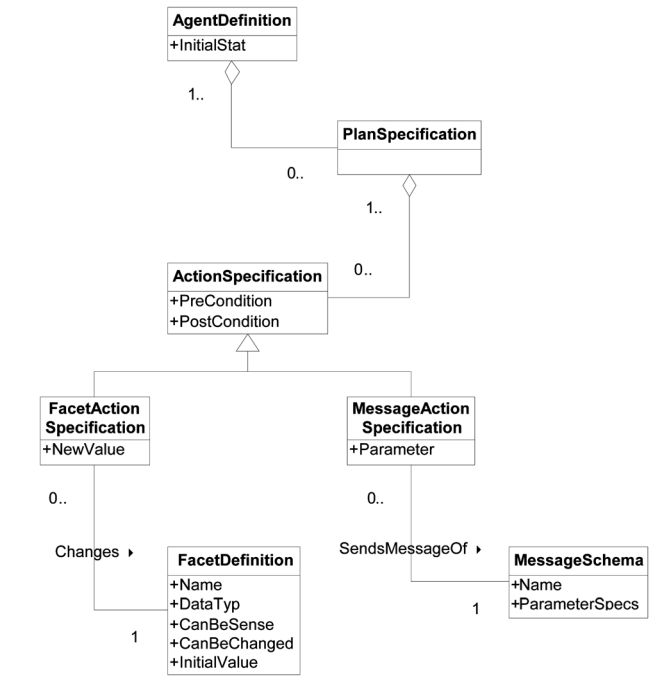 AgentDefinition
+InitialStat
1..
PlanSpecification
0..
1..
ActionSpecification
0..
+PreCondition
+PostCondition
FacetAction
Specification
+NewValue
MessageAction
Specification
+Parameter
0..
0..
Changes
SendsMessageOf
FacetDefinition
+Name
+DataTyp
+CanBeSense
+CanBeChanged
+InitialValue
1
MessageSchema
+Name
+ParameterSpecs
1